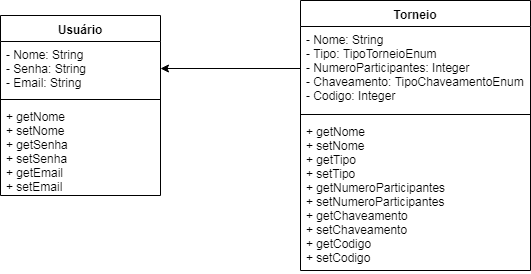 Usuário
- Nome: String
- Senha: String
- Email: String
+ getNome
+ setNome
+ getSenha
+ setSenha
+ getEmail
+ setEmail
Torneio
- Nome: String
- Tipo: TipoTorneioEnum
- NumeroParticipantes: Integer
- Chaveamento: TipoChaveamentoEnum
- Codigo: Integer
+ getNome
+ setNome
+ getTipo
+ setTipo
+ getNumeroParticipantes
+ setNumeroParticipantes
+ getChaveamento
+ setChaveamento
+ getCodigo
+ setCodigo